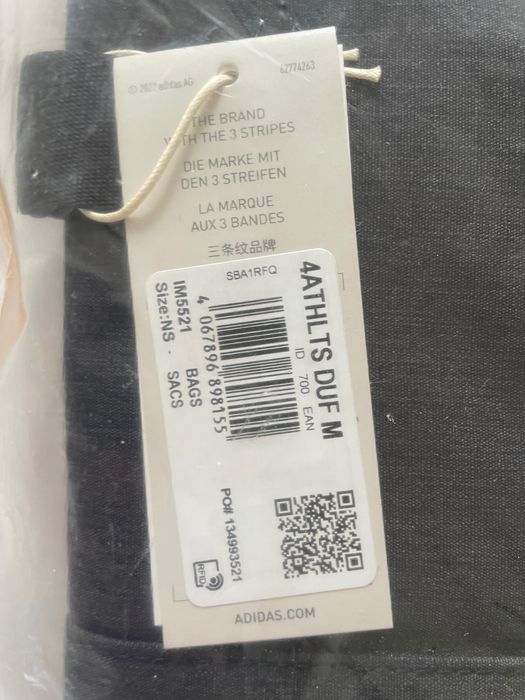 © 2022 adidas AG
62774263
THE BRAND
WITH THE 3 STRIPES
DIE MARKE MIT
DEN 3 STREIFEN
LA MARQUE
AUX 3 BANDES
三条纹品牌
SBA1RFQ
4ATHLTS DUF M
ID 700 EAN
4 067896 898155
IM5521 BAGS
Size:NS - SACS
PO# 134993521
RFID
ADIDAS.COM